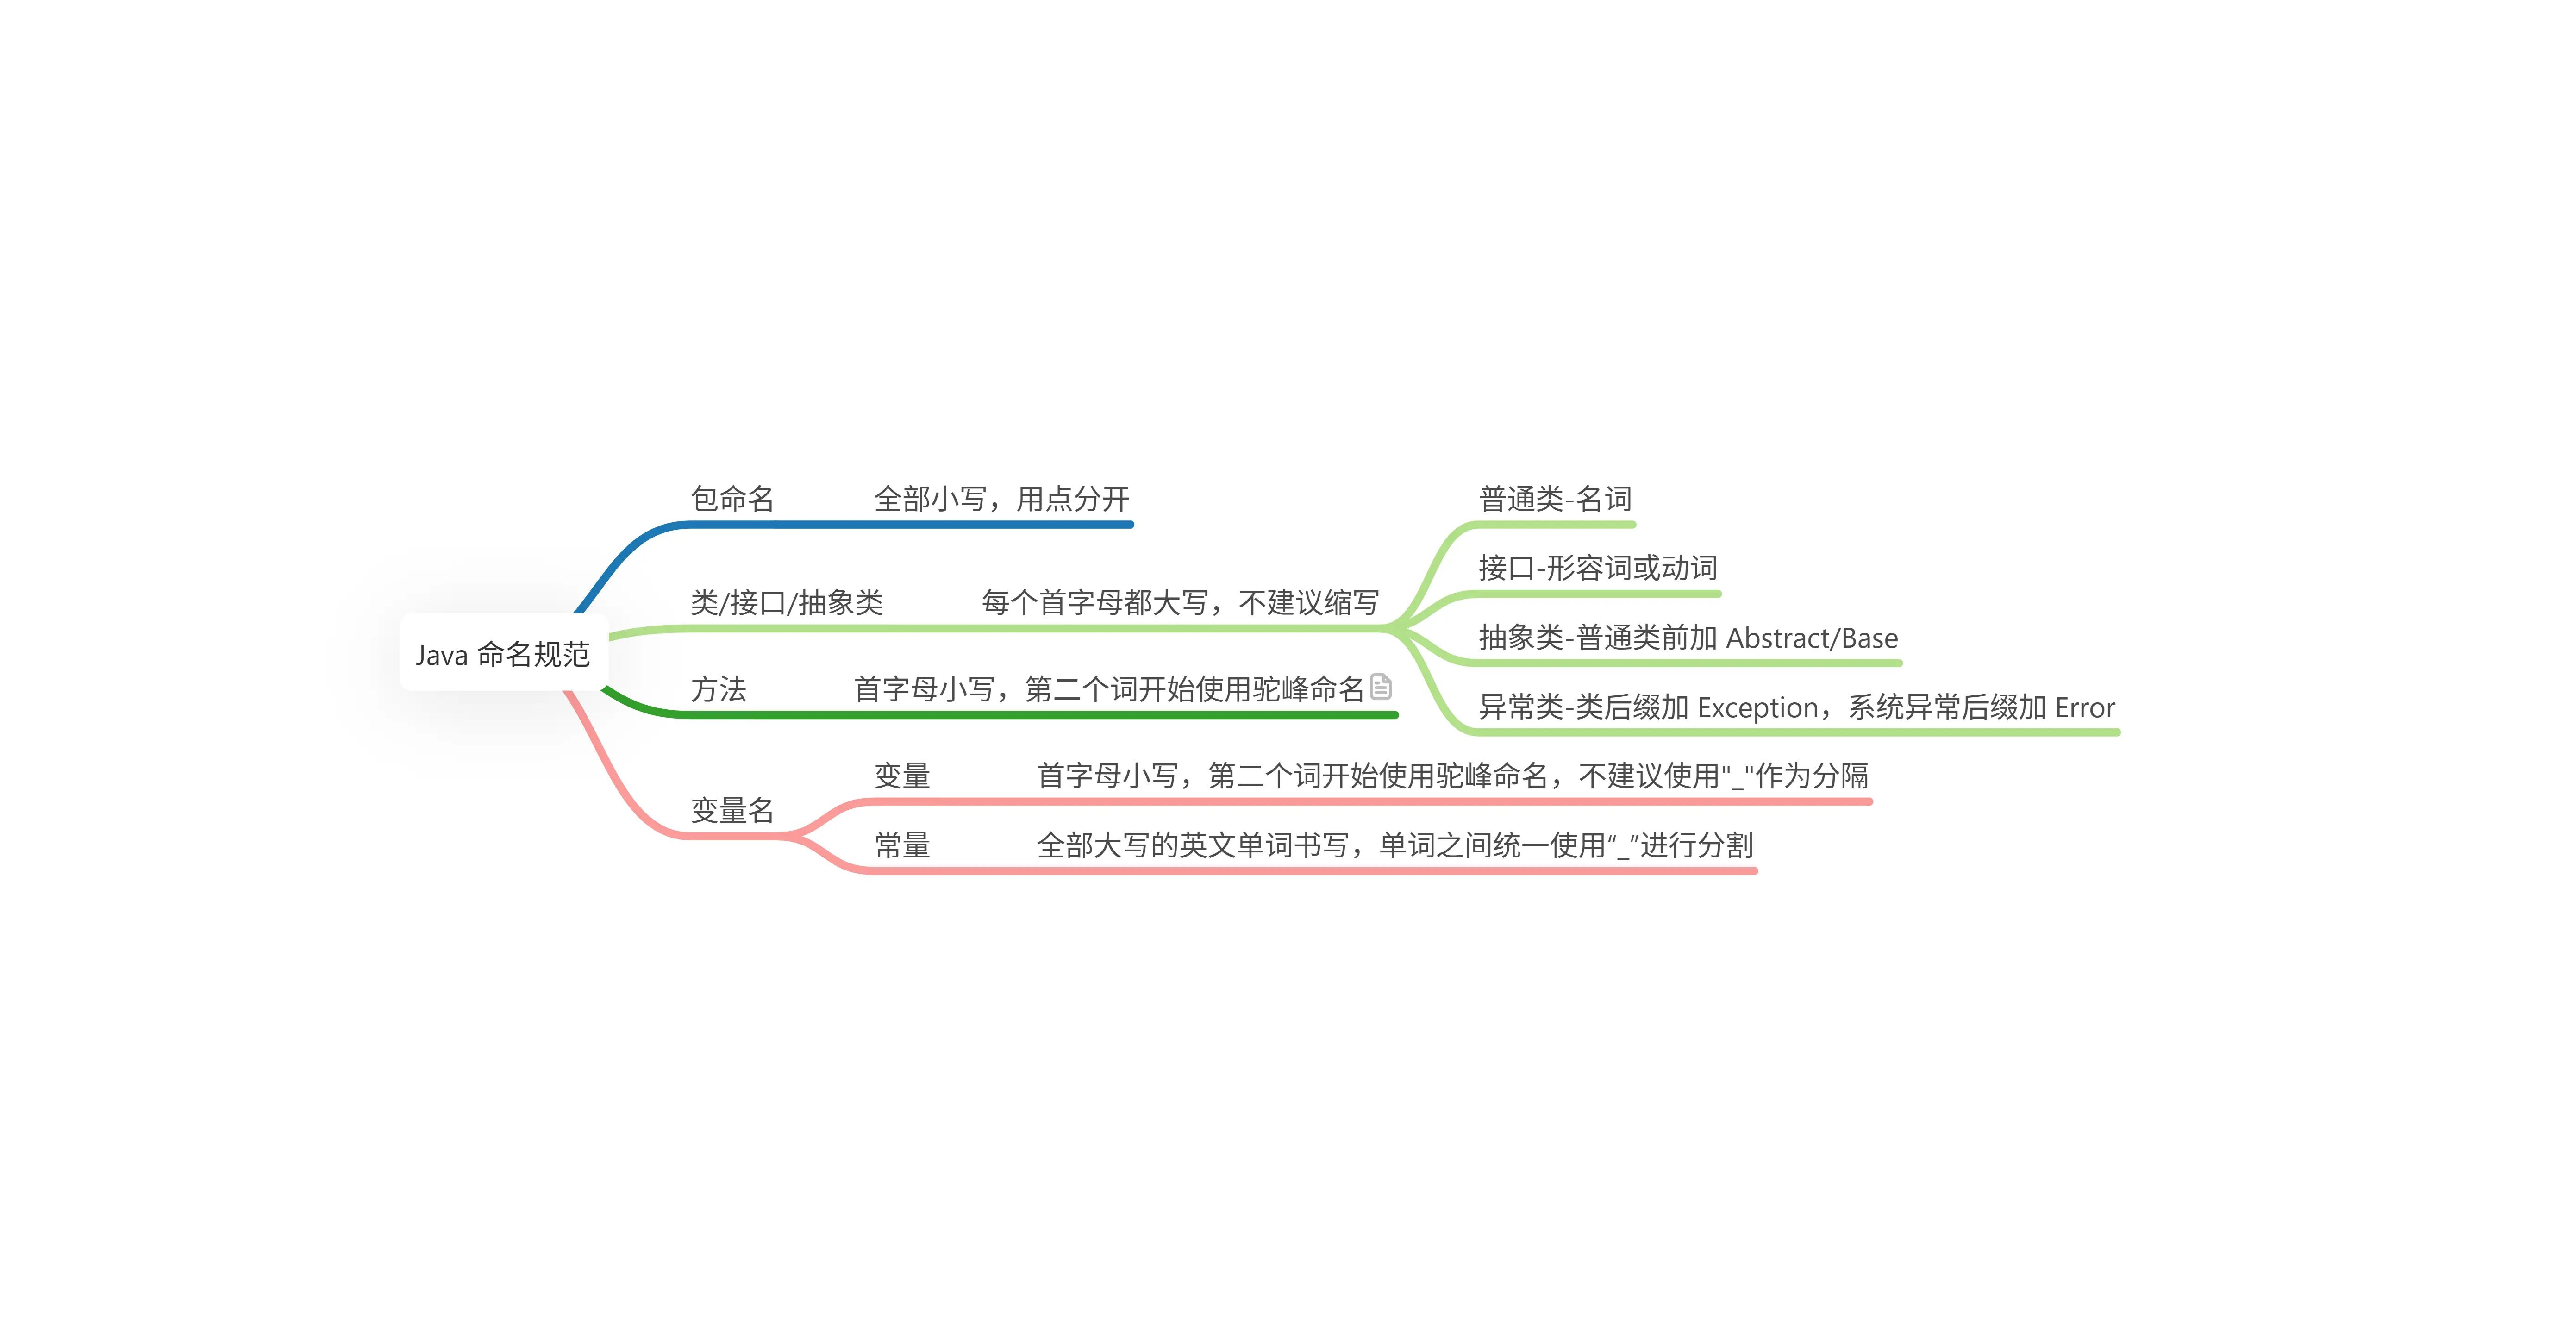 Java 命名规范
包命名
全部小写，用点分开
类/接口/抽象类
每个首字母都大写，不建议缩写
普通类-名词
接口-形容词或动词
抽象类-普通类前加 Abstract/Base
异常类-类后缀加 Exception，系统异常后缀加 Error
方法
首字母小写，第二个词开始使用驼峰命名
变量名
变量
首字母小写，第二个词开始使用驼峰命名，不建议使用"_"作为分隔
常量
全部大写的英文单词书写，单词之间统一使用“_”进行分割